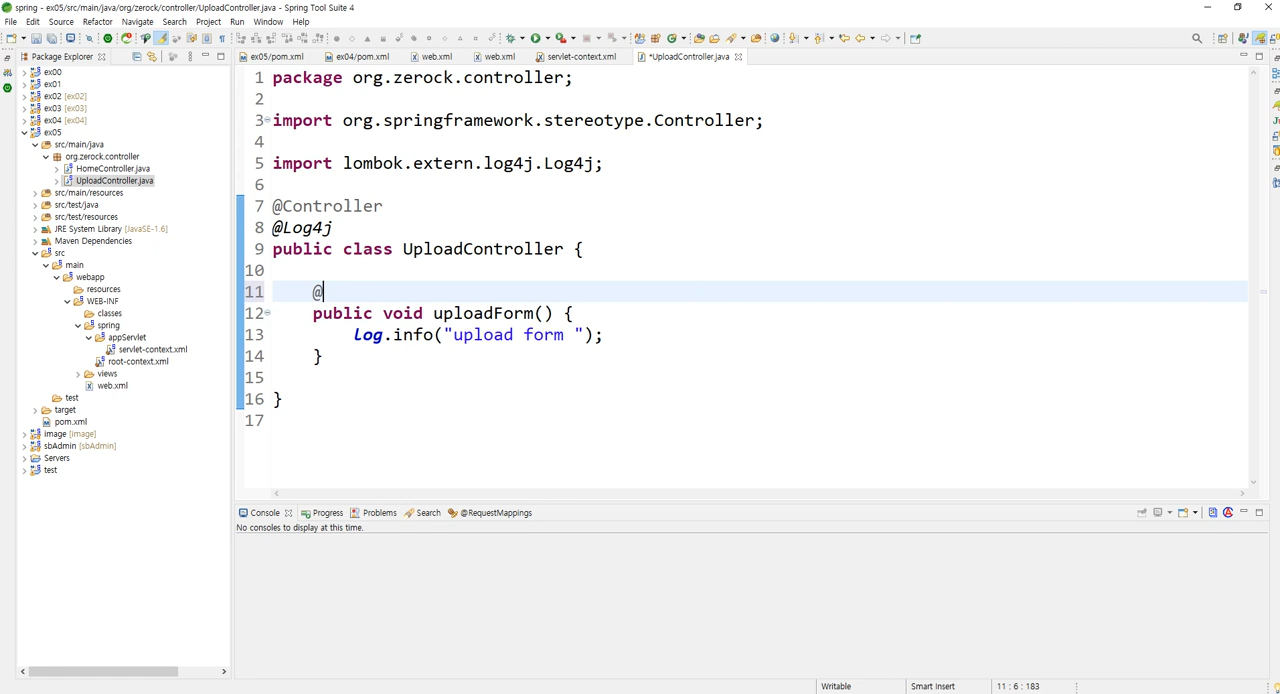 spring - ex05/src/main/java/org/zerock/controller/UploadController.java - Spring Tool Suite 4
File Edit Source Refactor Navigate Search Project Run Window Help
Package Explorer
ex05/pom.xml ex04/pom.xml web.xml web.xml servlet-context.xml *UploadController.java
ex00
ex01
ex02 [ex02]
ex03 [ex03]
ex04 [ex04]
ex05
src/main/java
org.zerock.controller
HomeController.java
UploadController.java
src/main/resources
src/test/java
src/test/resources
JRE System Library [JavaSE-1.6]
Maven Dependencies
src
main
webapp
resources
WEB-INF
classes
spring
appServlet
servlet-context.xml
root-context.xml
views
web.xml
test
target
pom.xml
image [image]
sbAdmin [sbAdmin]
Servers
test
1 package org.zerock.controller;
2
3 import org.springframework.stereotype.Controller;
4
5 import lombok.extern.log4j.Log4j;
6
7 @Controller
8 @Log4j
9 public class UploadController {
10
11 @
12 public void uploadForm() {
13 log.info("upload form ");
14 }
15
16 }
17
Console Progress Problems Search @RequestMappings
No consoles to display at this time.
Writable Smart Insert 11 : 6 : 183